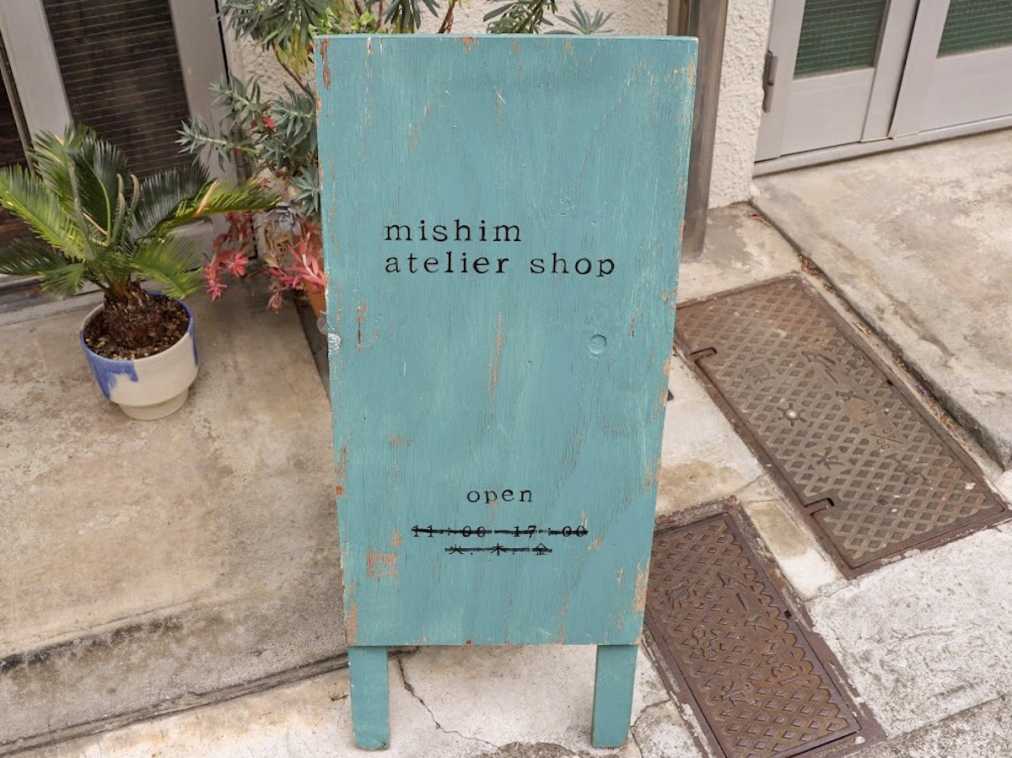 mishim
atelier shop
open
11:00-17:00
火.木.金